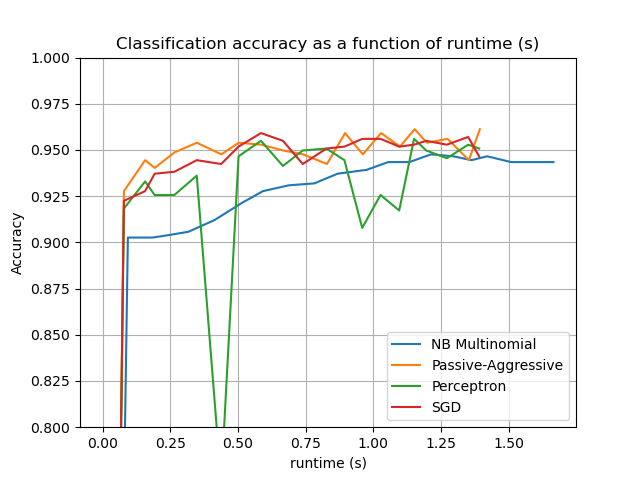 Classification accuracy as a function of runtime (s)
1.000
0.975
0.950
0.925
0.900
0.875
0.850
0.825
0.800
Accuracy
NB Multinomial
Passive-Aggressive
Perceptron
SGD
0.00 0.25 0.50 0.75 1.00 1.25 1.50
runtime (s)